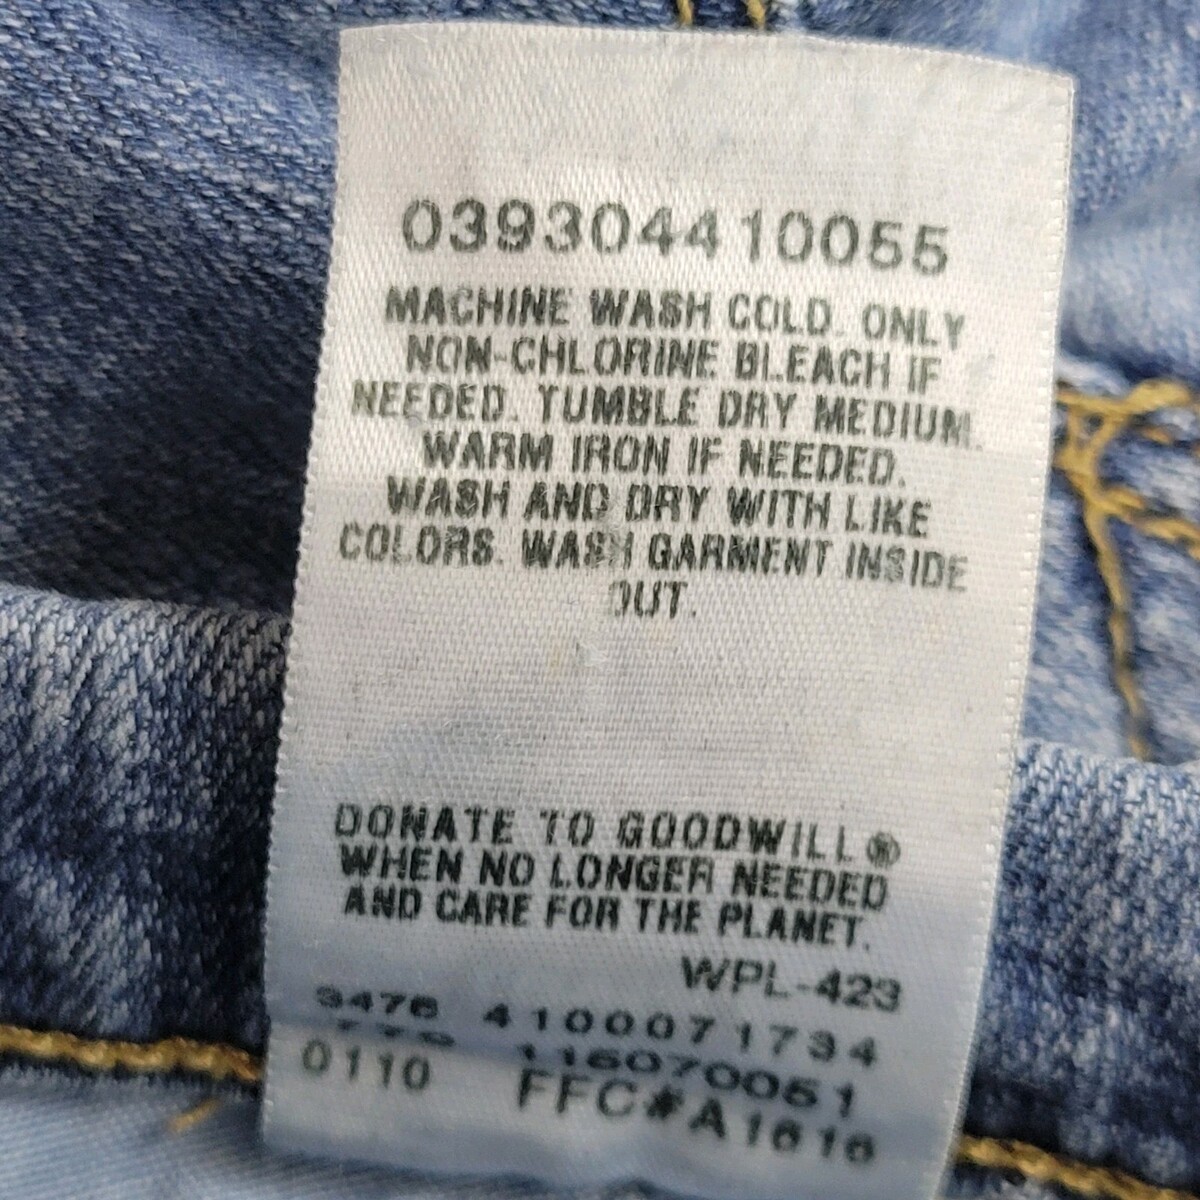 039304410055
MACHINE WASH COLD. ONLY
NON-CHLORINE BLEACH IF
NEEDED. TUMBLE DRY MEDIUM.
WARM IRON IF NEEDED.
WASH AND DRY WITH LIKE
COLORS. WASH GARMENT INSIDE
OUT.
DONATE TO GOODWILL®
WHEN NO LONGER NEEDED
AND CARE FOR THE PLANET.
WPL-423
3476 4100071734
116070051
0110 FFC#A1616